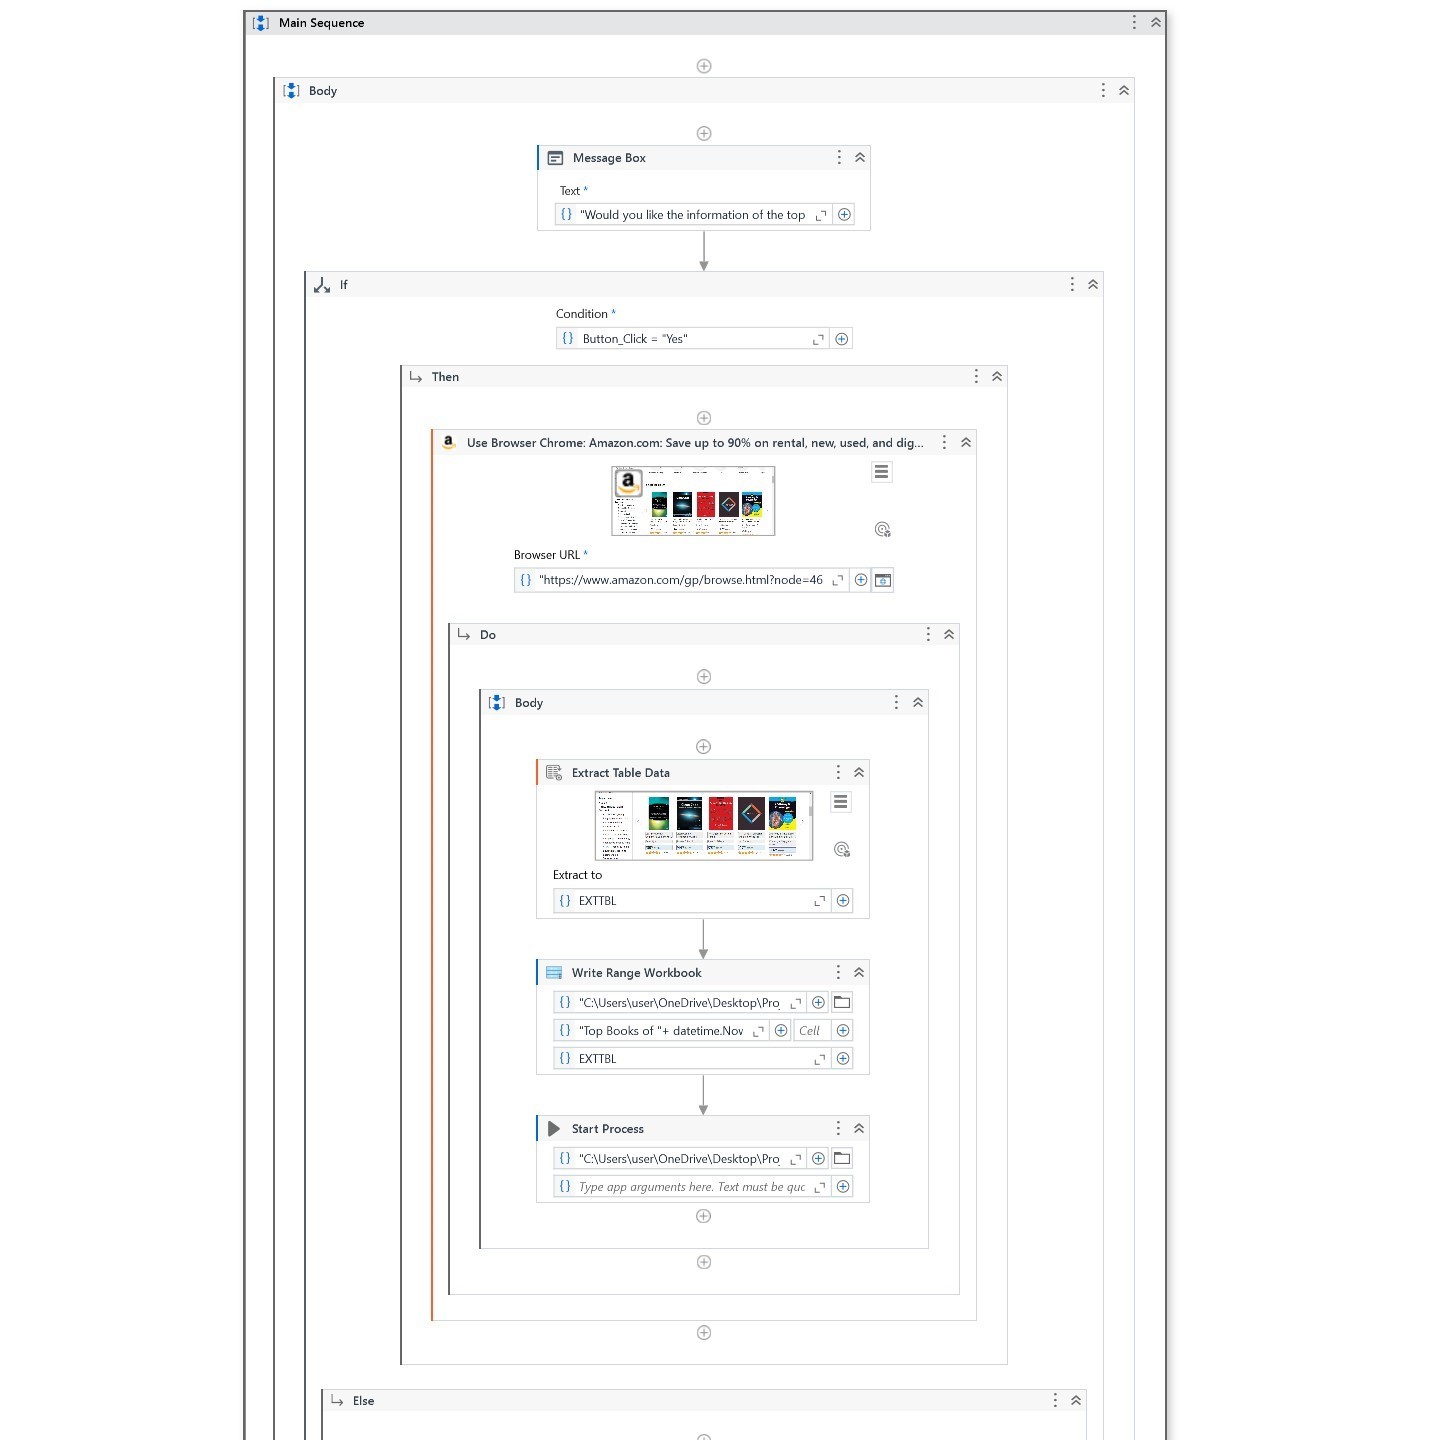 Main Sequence
Body
Message Box
Text *
"Would you like the information of the top
If
Condition *
Button_Click = "Yes"
Then
Use Browser Chrome: Amazon.com: Save up to 90% on rental, new, used, and dig...
Browser URL *
"https://www.amazon.com/gp/browse.html?node=46
Do
Body
Extract Table Data
Extract to
EXTTBL
Write Range Workbook
"C:\Users\user\OneDrive\Desktop\Pro
"Top Books of "+ datetime.Nov Cell
EXTTBL
Start Process
"C:\Users\user\OneDrive\Desktop\Pro
Type app arguments here. Text must be quc
Else